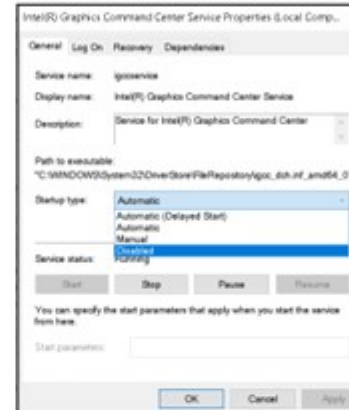 Intel(R) Graphics Command Center Service Properties (Local Comp...
General Log On Recovery Dependencies
Service name: igccservice
Display name: Intel(R) Graphics Command Center Service
Description: Service for Intel(R) Graphics Command Center
Path to executable:
"C:\WINDOWS\System32\DriverStore\FileRepository\igcc_dch.inf_amd64_0
Startup type: Automatic
Automatic (Delayed Start)
Automatic
Manual
Disabled
Service status: Running
Start Stop Pause Resume
You can specify the start parameters that apply when you start the service
from here.
Start parameters:
OK Cancel Apply